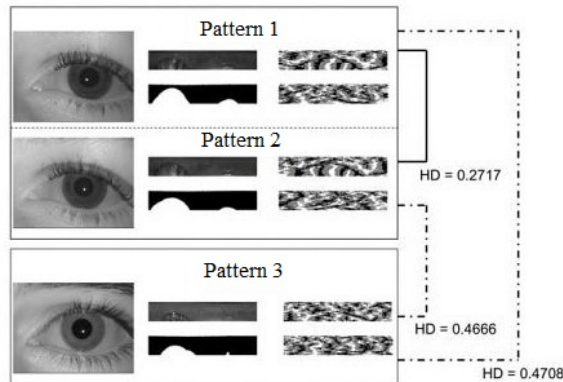 Pattern 1
Pattern 2
HD = 0.2717
Pattern 3
HD = 0.4666
HD = 0.4708